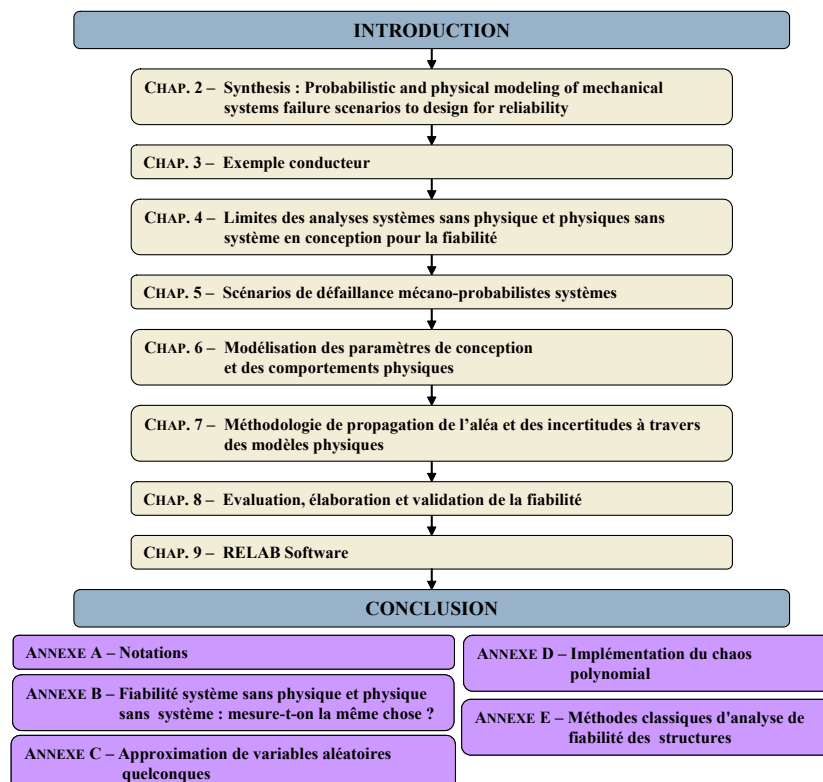 INTRODUCTION
CHAP. 2 – Synthesis : Probabilistic and physical modeling of mechanical
systems failure scenarios to design for reliability
CHAP. 3 – Exemple conducteur
CHAP. 4 – Limites des analyses systèmes sans physique et physiques sans
système en conception pour la fiabilité
CHAP. 5 – Scénarios de défaillance mécano-probabilistes systèmes
CHAP. 6 – Modélisation des paramètres de conception
et des comportements physiques
CHAP. 7 – Méthodologie de propagation de l’aléa et des incertitudes à travers
des modèles physiques
CHAP. 8 – Evaluation, élaboration et validation de la fiabilité
CHAP. 9 – RELAB Software
CONCLUSION
ANNEXE A – Notations
ANNEXE B – Fiabilité système sans physique et physique
sans système : mesure-t-on la même chose ?
ANNEXE C – Approximation de variables aléatoires
quelconques
ANNEXE D – Implémentation du chaos
polynomial
ANNEXE E – Méthodes classiques d'analyse de
fiabilité des structures